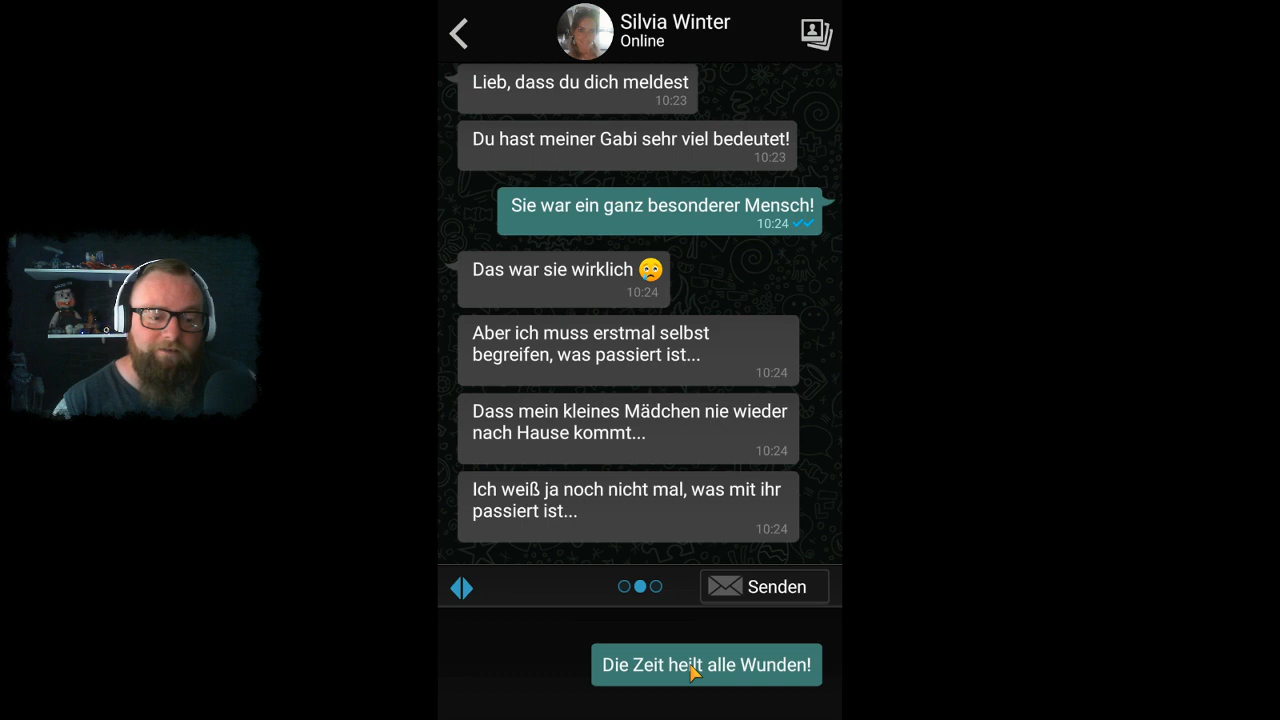 Silvia Winter
Online
Lieb, dass du dich meldest
10:23
Du hast meiner Gabi sehr viel bedeutet!
10:23
Sie war ein ganz besonderer Mensch!
10:24
Das war sie wirklich 😢
10:24
Aber ich muss erstmal selbst
begreifen, was passiert ist...
10:24
Dass mein kleines Mädchen nie wieder
nach Hause kommt...
10:24
Ich weiß ja noch nicht mal, was mit ihr
passiert ist...
10:24
Senden
Die Zeit heilt alle Wunden!